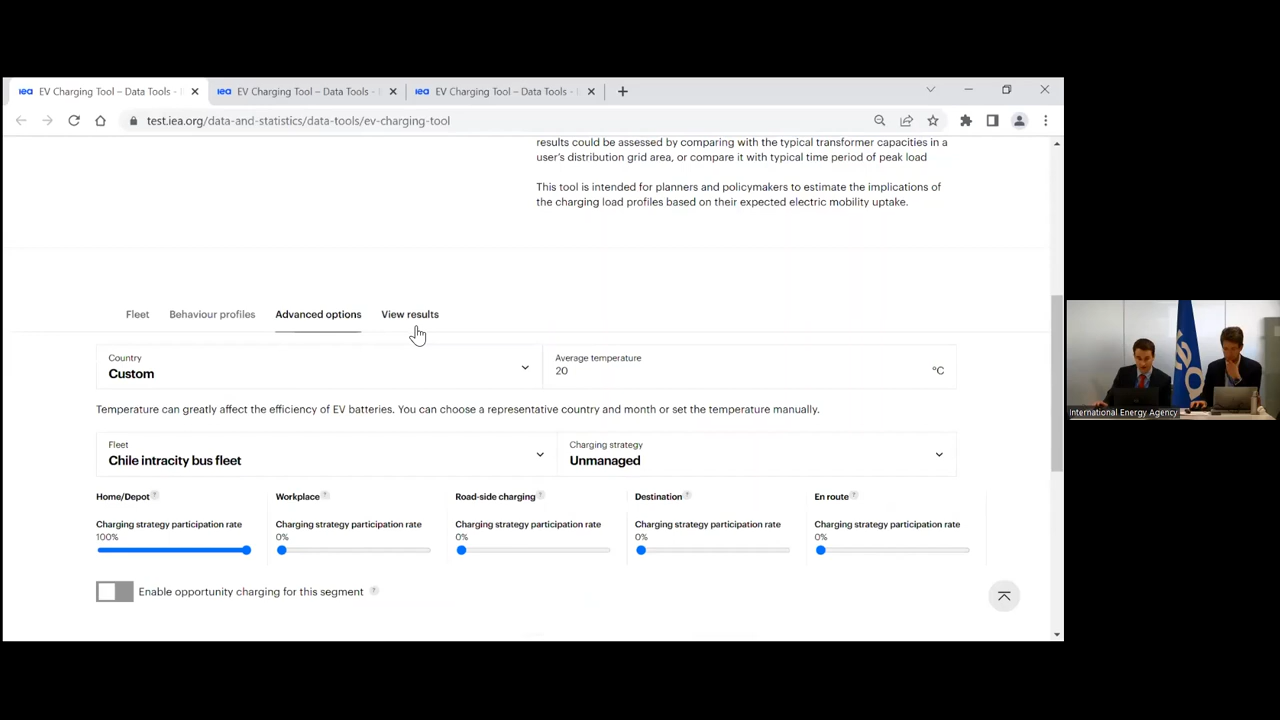 iea EV Charging Tool – Data Tools -
iea EV Charging Tool – Data Tools -
iea EV Charging Tool – Data Tools -
test.iea.org/data-and-statistics/data-tools/ev-charging-tool
results could be assessed by comparing with the typical transformer capacities in a
user's distribution grid area, or compare it with typical time period of peak load
This tool is intended for planners and policymakers to estimate the implications of
the charging load profiles based on their expected electric mobility uptake.
Fleet Behaviour profiles Advanced options View results
Country
Custom
Average temperature
20 °C
Temperature can greatly affect the efficiency of EV batteries. You can choose a representative country and month or set the temperature manually.
Fleet
Chile intracity bus fleet
Charging strategy
Unmanaged
Home/Depot ? Workplace ? Road-side charging ? Destination ? En route ?
Charging strategy participation rate Charging strategy participation rate Charging strategy participation rate Charging strategy participation rate Charging strategy participation rate
100% 0% 0% 0% 0%
Enable opportunity charging for this segment ?
iea
International Energy Agency